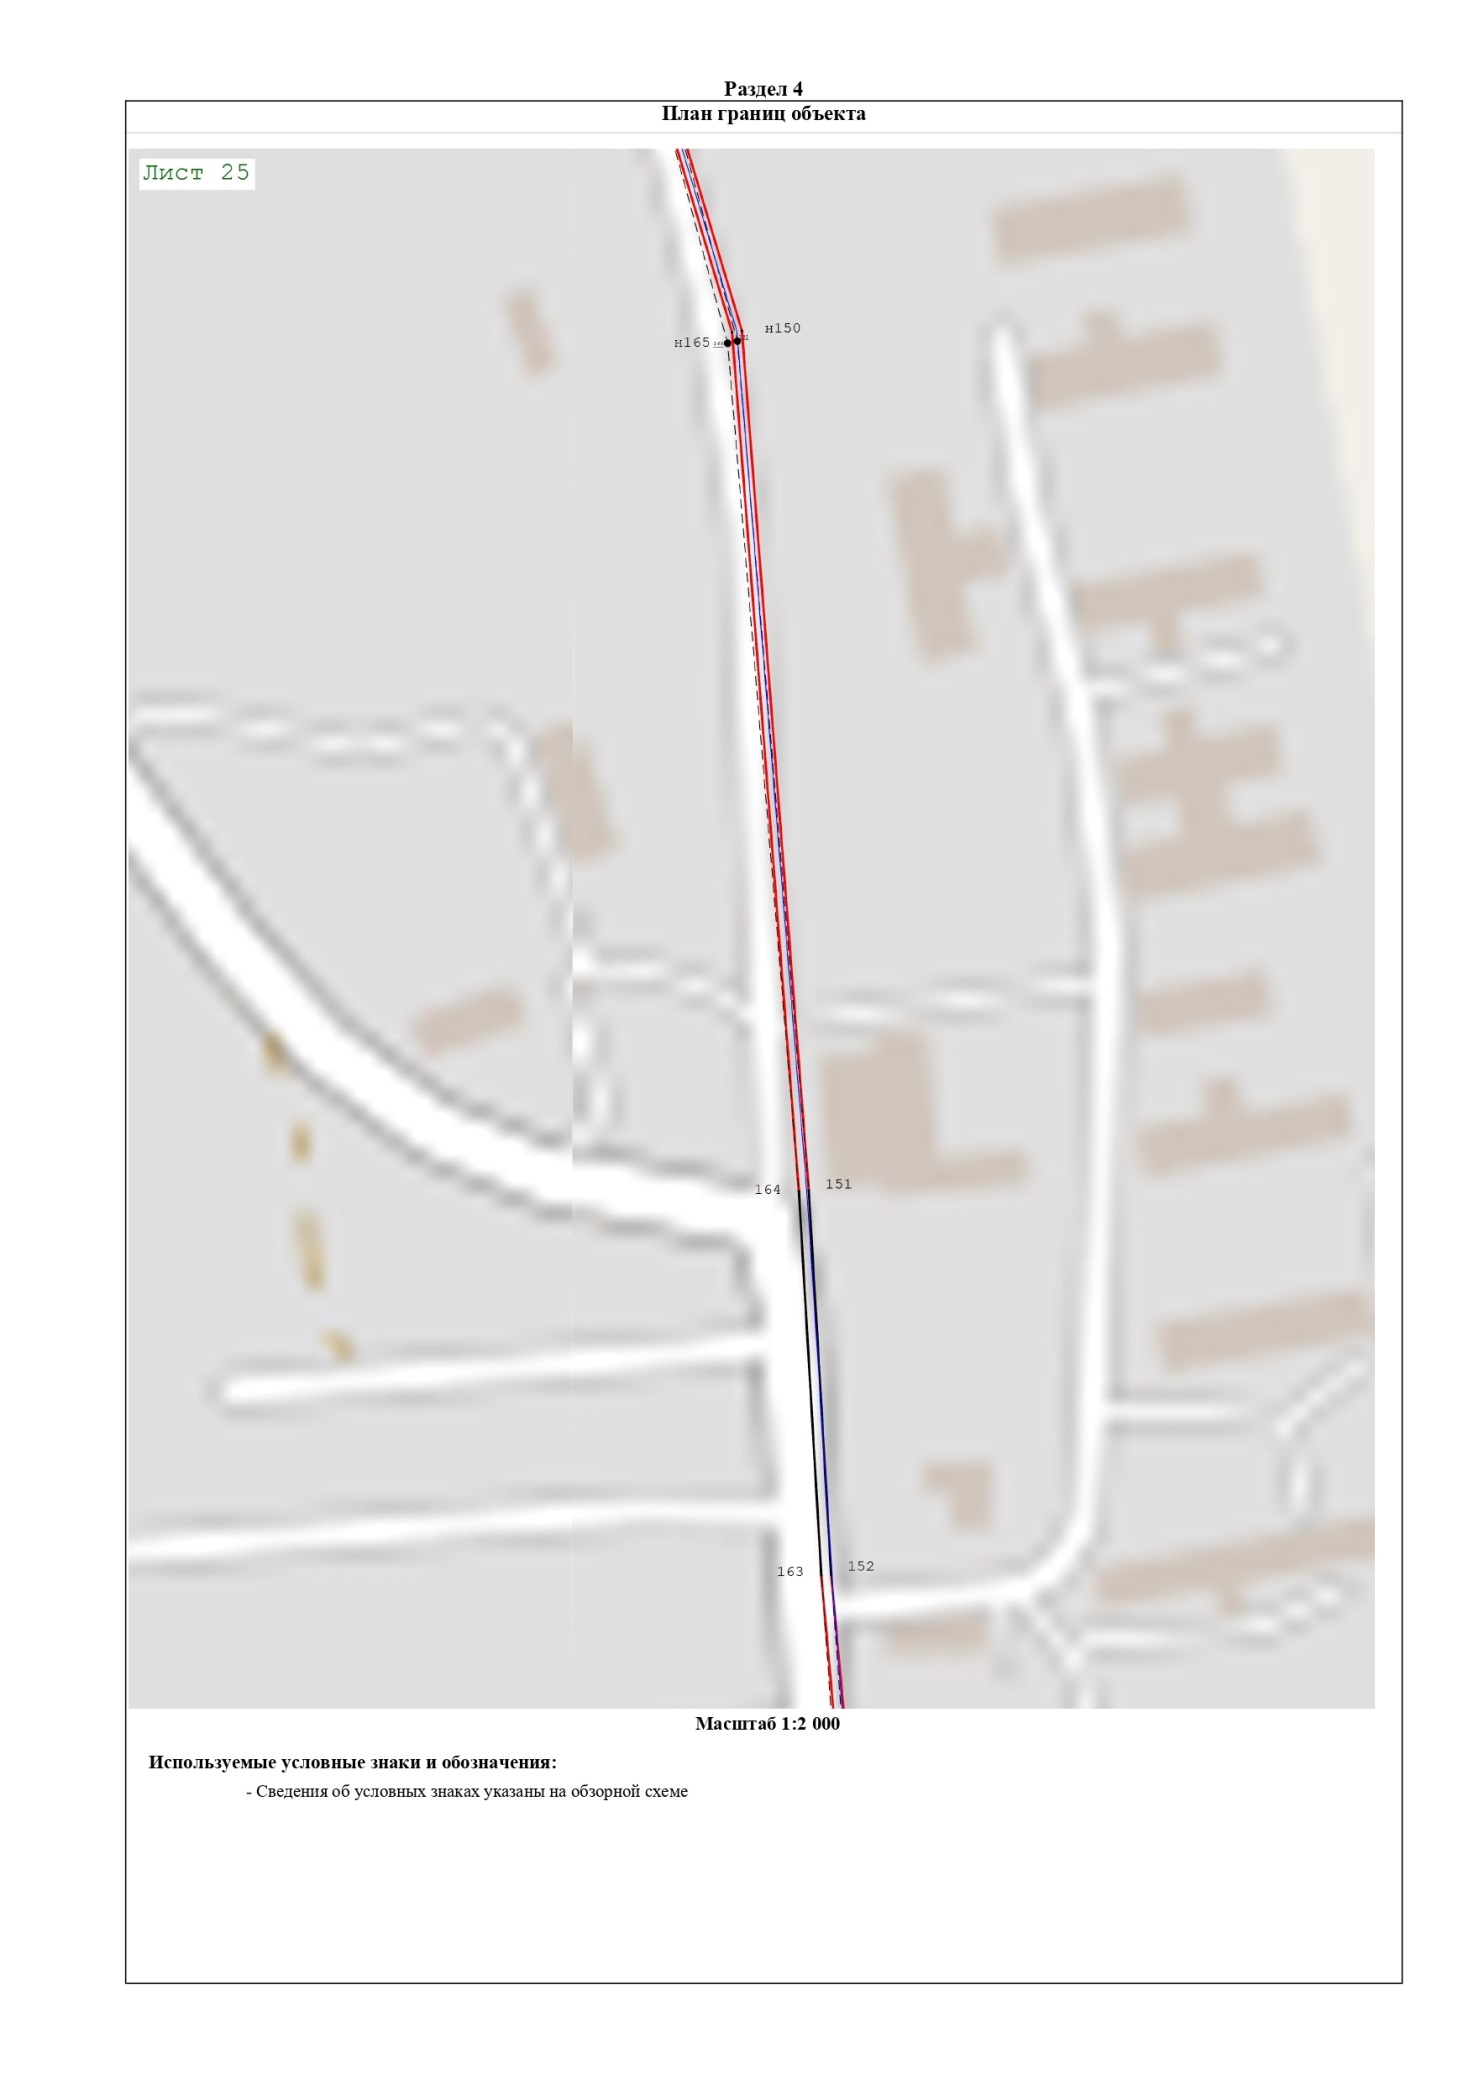 Раздел 4
План границ объекта
Лист 25
н150
н165
164
151
163
152
Масштаб 1:2 000
Используемые условные знаки и обозначения:
- Сведения об условных знаках указаны на обзорной схеме